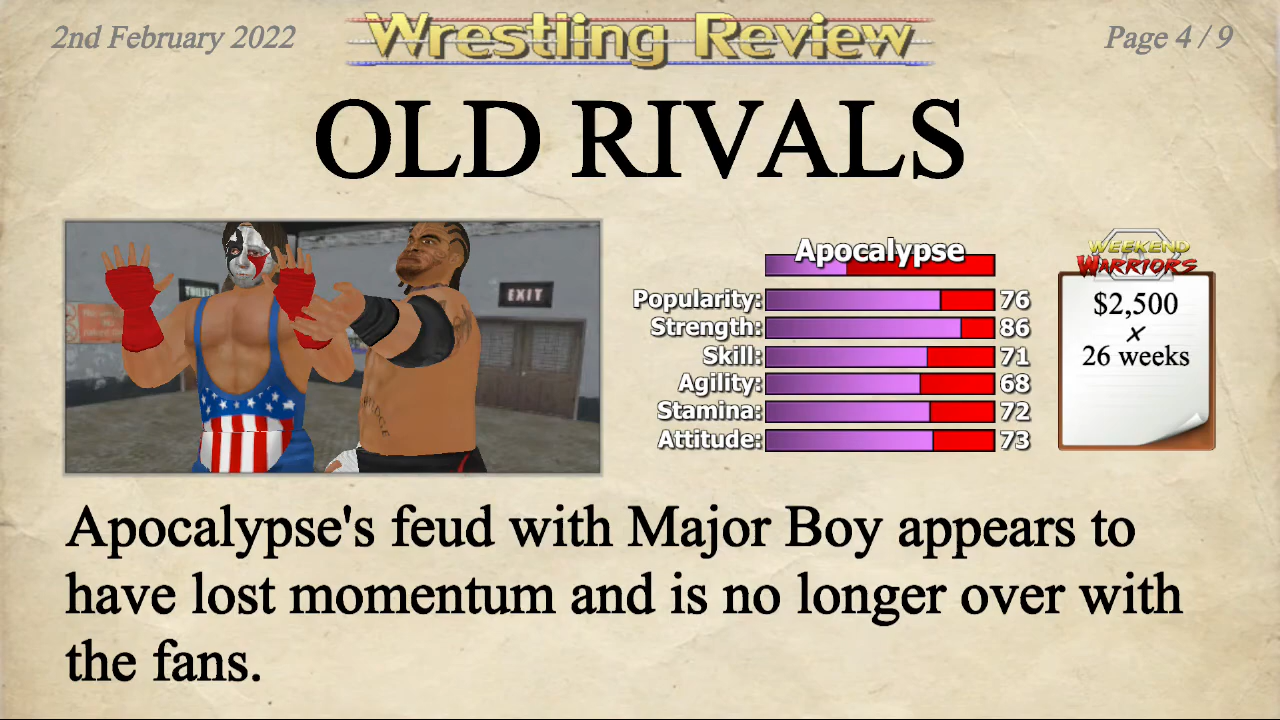 2nd February 2022
Wrestling Review
Page 4 / 9
OLD RIVALS
EXIT
Apocalypse
Popularity: 76
Strength: 86
Skill: 71
Agility: 68
Stamina: 72
Attitude: 73
WEEKEND
WARRIORS
$2,500
×
26 weeks
Apocalypse's feud with Major Boy appears to
have lost momentum and is no longer over with
the fans.